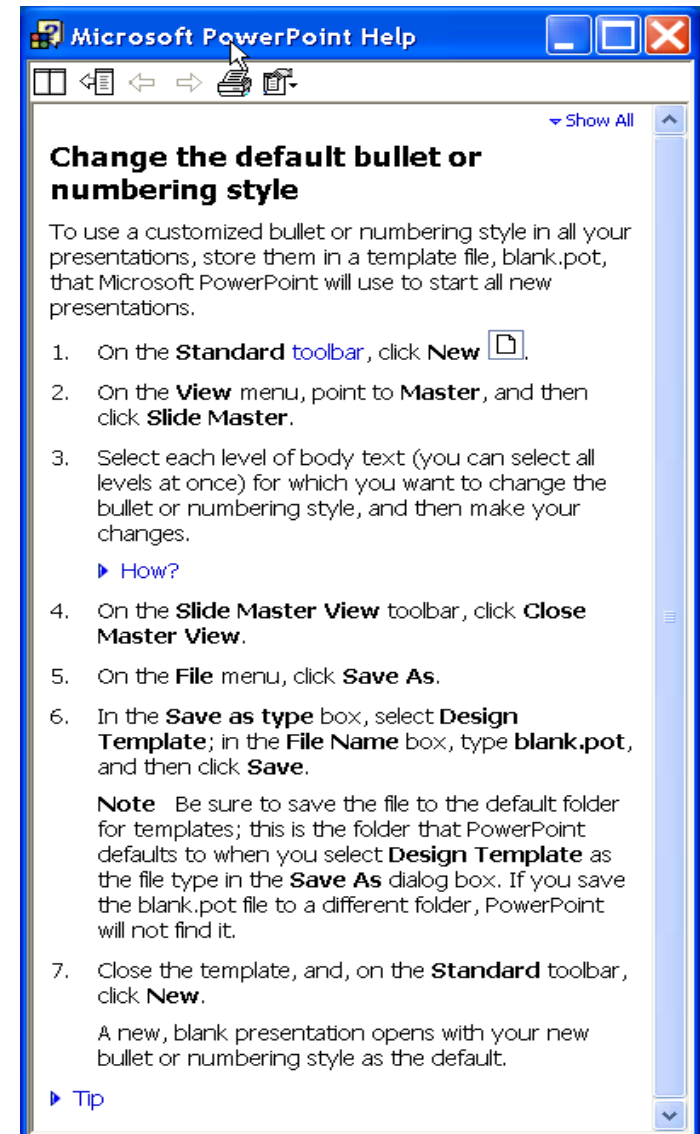 Microsoft PowerPoint Help
Show All
Change the default bullet or
numbering style
To use a customized bullet or numbering style in all your
presentations, store them in a template file, blank.pot,
that Microsoft PowerPoint will use to start all new
presentations.
1. On the Standard toolbar, click New .
2. On the View menu, point to Master, and then
click Slide Master.
3. Select each level of body text (you can select all
levels at once) for which you want to change the
bullet or numbering style, and then make your
changes.
How?
4. On the Slide Master View toolbar, click Close
Master View.
5. On the File menu, click Save As.
6. In the Save as type box, select Design
Template; in the File Name box, type blank.pot,
and then click Save.
Note Be sure to save the file to the default folder
for templates; this is the folder that PowerPoint
defaults to when you select Design Template as
the file type in the Save As dialog box. If you save
the blank.pot file to a different folder, PowerPoint
will not find it.
7. Close the template, and, on the Standard toolbar,
click New.
A new, blank presentation opens with your new
bullet or numbering style as the default.
Tip